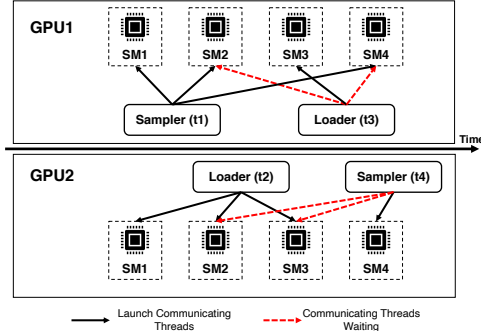 GPU1
SM1 SM2 SM3 SM4
Sampler (t1) Loader (t3)
Time
GPU2
Loader (t2) Sampler (t4)
SM1 SM2 SM3 SM4
Launch Communicating
Threads
Communicating Threads
Waiting